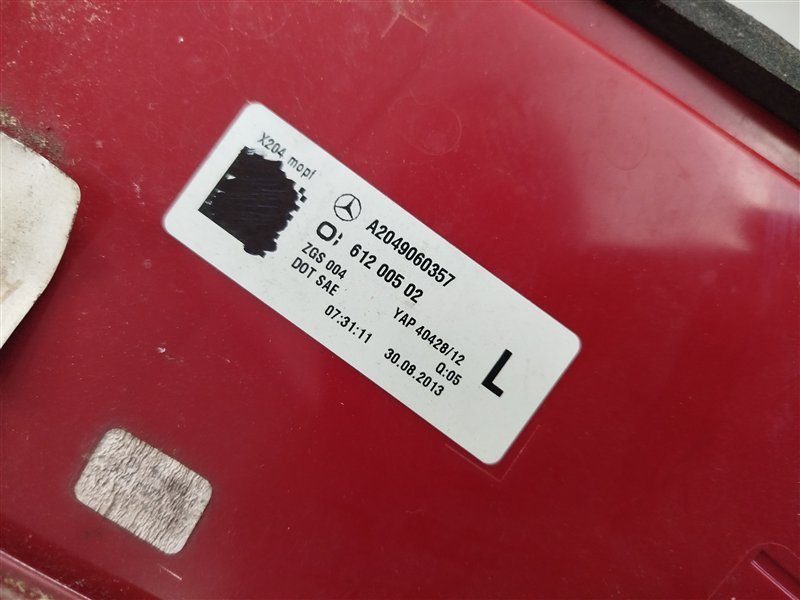 X204 mopf
A2049060357
612 005 02
ZGS 004
YAP 40428/12
DOT SAE
Q:05
07:31:11
30.08.2013
L